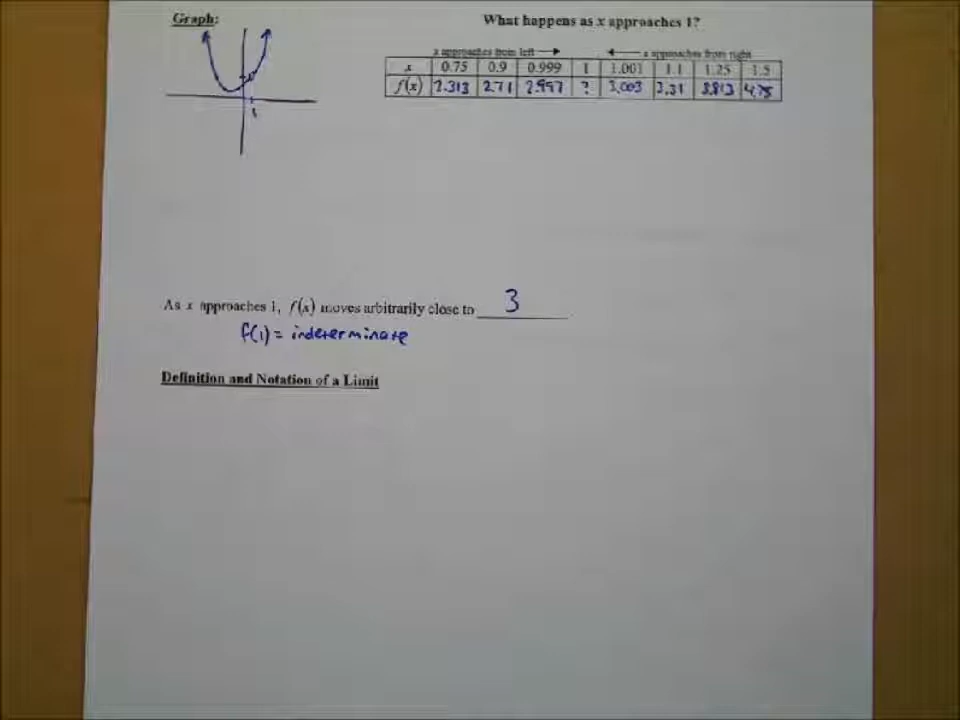 Graph:
What happens as x approaches 1?
x approaches from left → ← x approaches from right
x 0.75 0.9 0.999 1 1.001 1.1 1.25 1.5
f(x) 2.313 2.71 2.997 ? 3.003 3.31 3.813 4.75
1
As x approaches 1, f(x) moves arbitrarily close to 3
f(1) = indeterminate
Definition and Notation of a Limit